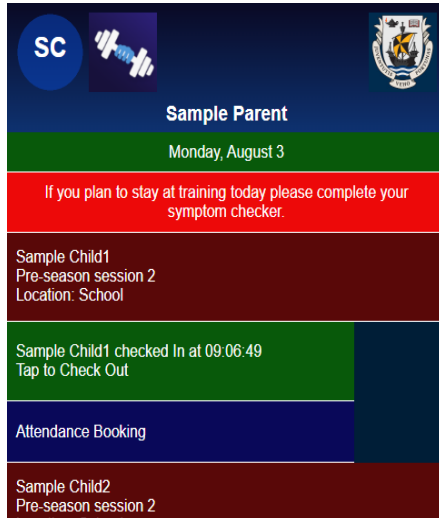 SC
Sample Parent
Monday, August 3
If you plan to stay at training today please complete your
symptom checker.
Sample Child1
Pre-season session 2
Location: School
Sample Child1 checked In at 09:06:49
Tap to Check Out
Attendance Booking
Sample Child2
Pre-season session 2